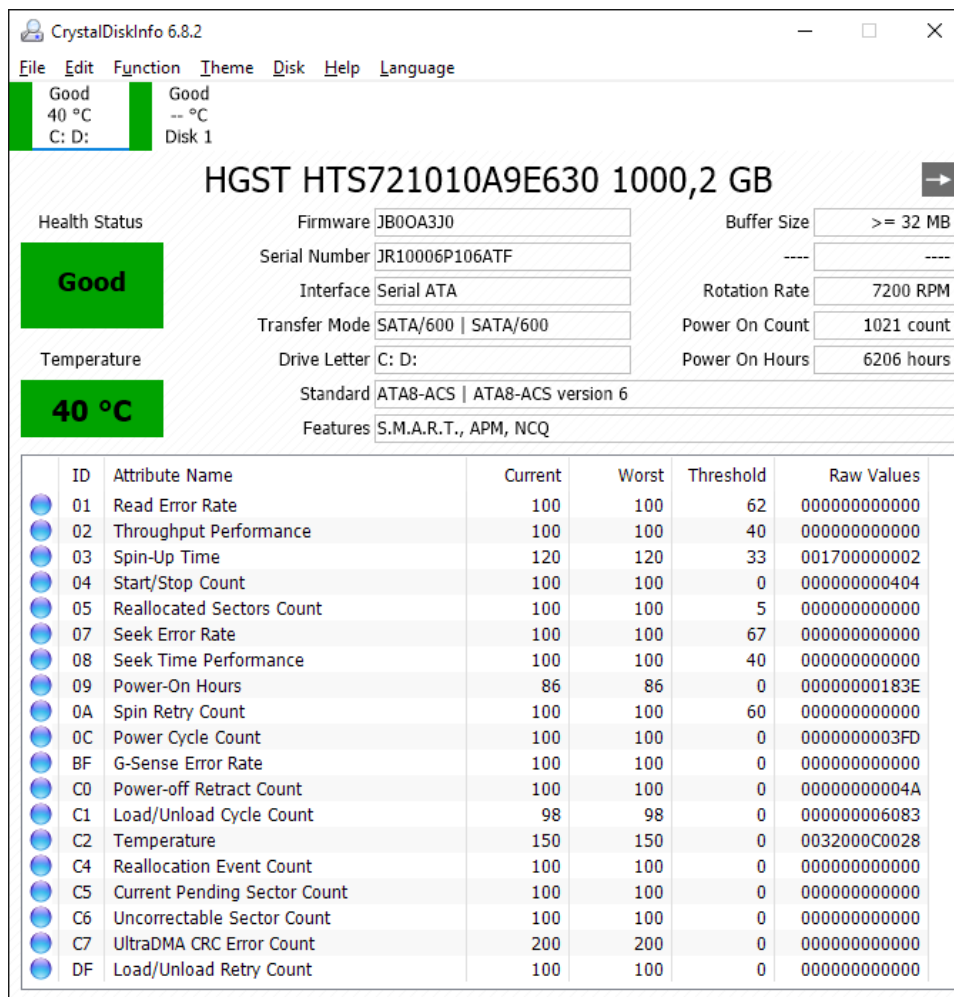 CrystalDiskInfo 6.8.2
File Edit Function Theme Disk Help Language
Good Good
40 °C -- °C
C: D: Disk 1
HGST HTS721010A9E630 1000,2 GB
Health Status Firmware JB0OA3J0 Buffer Size >= 32 MB
Serial Number JR10006P106ATF ---- ----
Good Interface Serial ATA Rotation Rate 7200 RPM
Transfer Mode SATA/600 | SATA/600 Power On Count 1021 count
Temperature Drive Letter C: D: Power On Hours 6206 hours
Standard ATA8-ACS | ATA8-ACS version 6
40 °C Features S.M.A.R.T., APM, NCQ
ID Attribute Name Current Worst Threshold Raw Values
01 Read Error Rate 100 100 62 000000000000
02 Throughput Performance 100 100 40 000000000000
03 Spin-Up Time 120 120 33 001700000002
04 Start/Stop Count 100 100 0 000000000404
05 Reallocated Sectors Count 100 100 5 000000000000
07 Seek Error Rate 100 100 67 000000000000
08 Seek Time Performance 100 100 40 000000000000
09 Power-On Hours 86 86 0 00000000183E
0A Spin Retry Count 100 100 60 000000000000
0C Power Cycle Count 100 100 0 0000000003FD
BF G-Sense Error Rate 100 100 0 000000000000
C0 Power-off Retract Count 100 100 0 00000000004A
C1 Load/Unload Cycle Count 98 98 0 000000006083
C2 Temperature 150 150 0 0032000C0028
C4 Reallocation Event Count 100 100 0 000000000000
C5 Current Pending Sector Count 100 100 0 000000000000
C6 Uncorrectable Sector Count 100 100 0 000000000000
C7 UltraDMA CRC Error Count 200 200 0 000000000000
DF Load/Unload Retry Count 100 100 0 000000000000